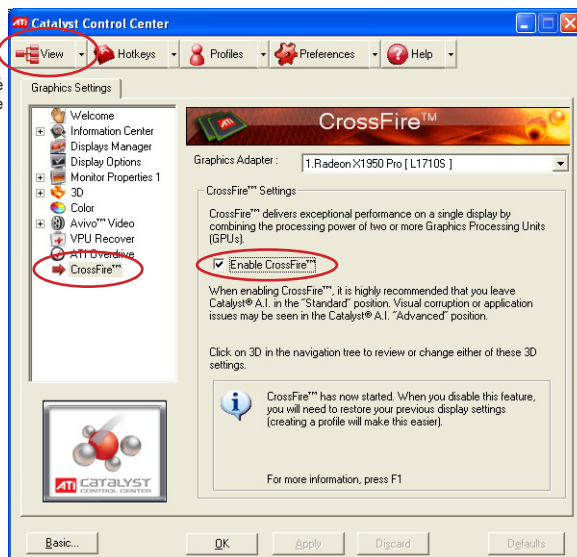 Catalyst Control Center
View Hotkeys Profiles Preferences Help
é
e
Graphics Settings
Welcome
Information Center
Displays Manager
Display Options
Monitor Properties 1
3D
Color
Avivo™ Video
VPU Recover
ATI Overdrive
CrossFire™
CrossFire™
Graphics Adapter :
1.Radeon X1950 Pro [ L1710S ]
CrossFire™ Settings
CrossFire™ delivers exceptional performance on a single display by
combining the processing power of two or more Graphics Processing Units
(GPUs).
Enable CrossFire™
When enabling CrossFire™, it is highly recommended that you leave
Catalyst® A.I. in the "Standard" position. Visual corruption or application
issues may be seen in the Catalyst® A.I. "Advanced" position.
Click on 3D in the navigation tree to review or change either of these 3D
settings.
CrossFire™ has now started. When you disable this feature,
you will need to restore your previous display settings
(creating a profile will make this easier).
For more information, press F1
ATI CATALYST
CONTROL CENTER
Basic... OK Apply Discard Defaults